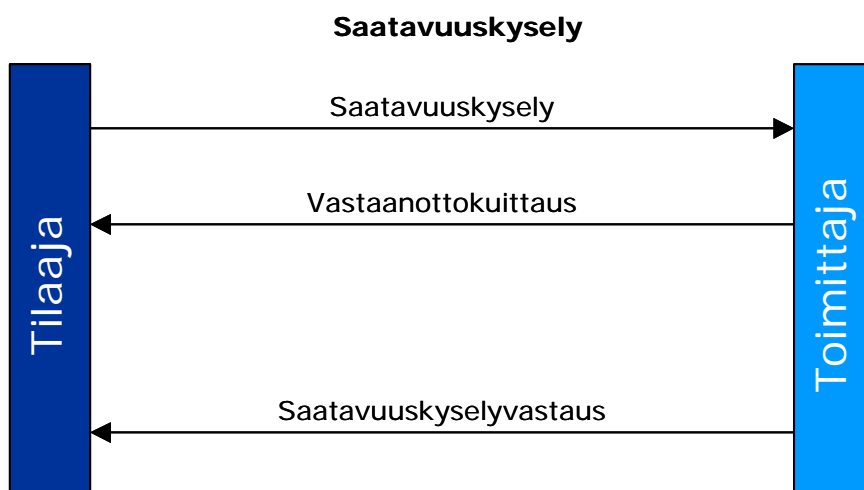 Saatavuuskysely
Saatavuuskysely
Vastaanottokuittaus
Tilaaja
Toimittaja
Saatavuuskyselyvastaus